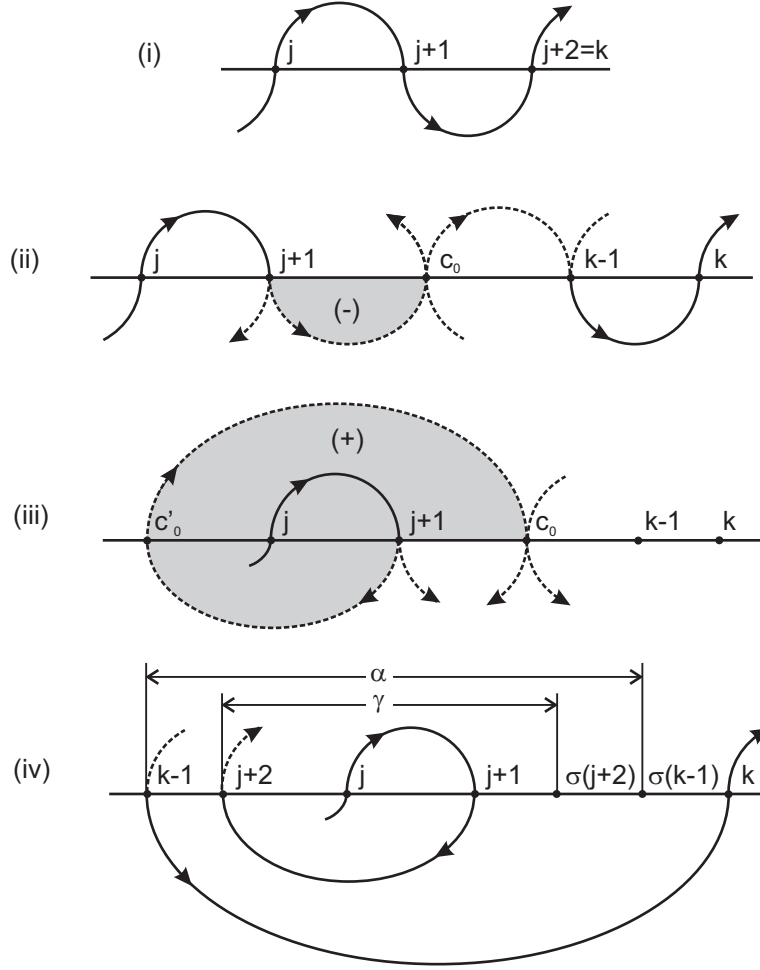 (i)
j j+1 j+2=k
(ii)
j j+1 c₀ k-1 k
(-)
(iii)
(+)
c'₀ j j+1 c₀ k-1 k
α
γ
(iv)
k-1 j+2 j j+1 σ(j+2) σ(k-1) k